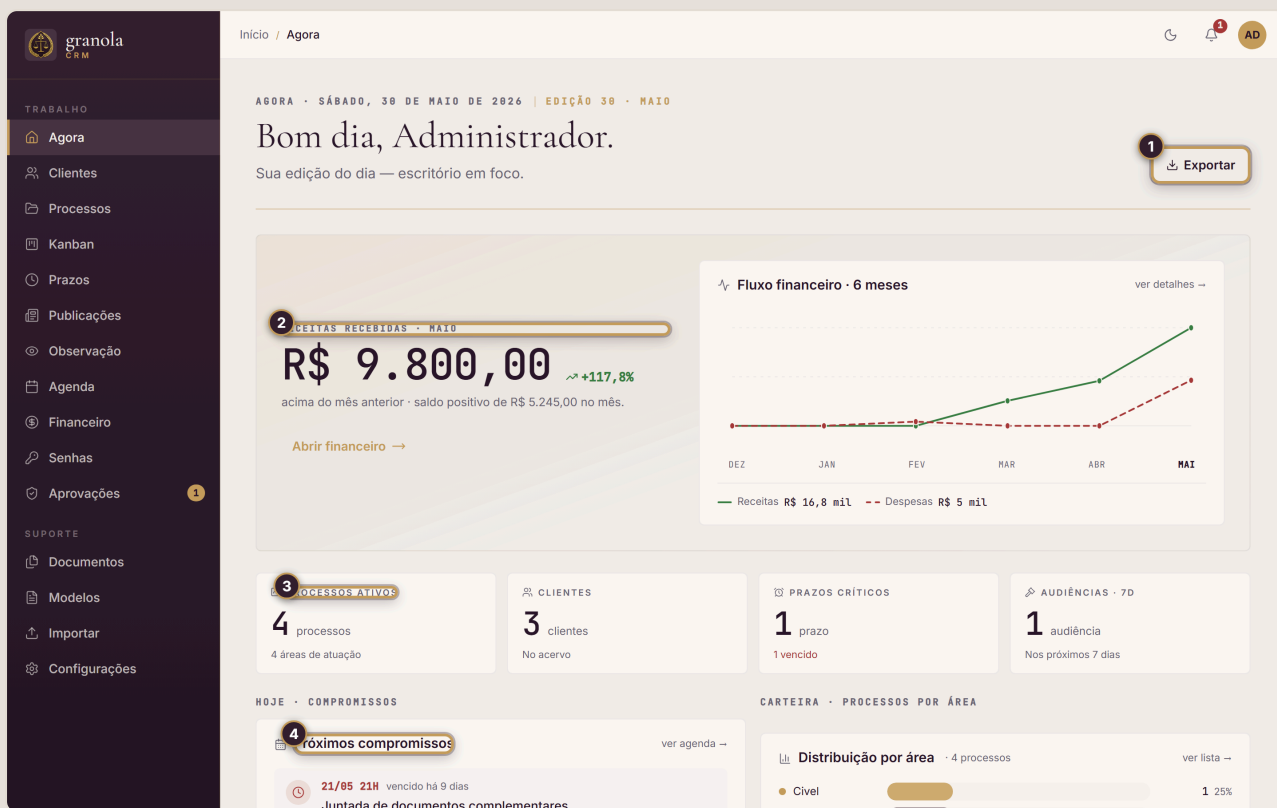 granola
CRM
TRABALHO
Agora
Clientes
Processos
Kanban
Prazos
Publicações
Observação
Agenda
Financeiro
Senhas
Aprovações 1
SUPORTE
Documentos
Modelos
Importar
Configurações
Início / Agora
1
AD
AGORA · SÁBADO, 30 DE MAIO DE 2026 | EDIÇÃO 30 · MAIO
Bom dia, Administrador.
Sua edição do dia — escritório em foco.
1
Exportar
2
RECEITAS RECEBIDAS · MAIO
R$ 9.800,00 +117,8%
acima do mês anterior · saldo positivo de R$ 5.245,00 no mês.
Abrir financeiro →
Fluxo financeiro · 6 meses ver detalhes →
DEZ JAN FEV MAR ABR MAI
Receitas R$ 16,8 mil Despesas R$ 5 mil
3
PROCESSOS ATIVOS
4 processos
4 áreas de atuação
CLIENTES
3 clientes
No acervo
PRAZOS CRÍTICOS
1 prazo
1 vencido
AUDIÊNCIAS · 7D
1 audiência
Nos próximos 7 dias
HOJE · COMPROMISSOS
4
Próximos compromissos ver agenda →
21/05 21H vencido há 9 dias
Juntada de documentos complementares
CARTEIRA · PROCESSOS POR ÁREA
Distribuição por área · 4 processos ver lista →
Civel 1 25%